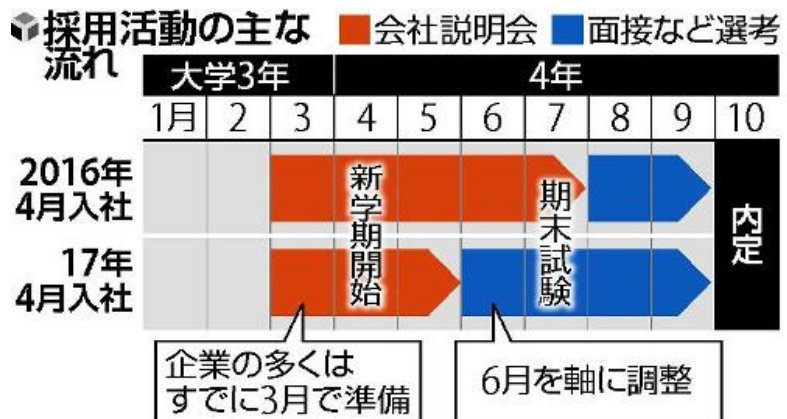 採用活動の主な流れ
会社説明会
面接など選考
大学3年
4年
1月 2 3 4 5 6 7 8 9 10
2016年
4月入社
17年
4月入社
新学期開始
期末試験
内定
企業の多くは
すでに3月で準備
6月を軸に調整